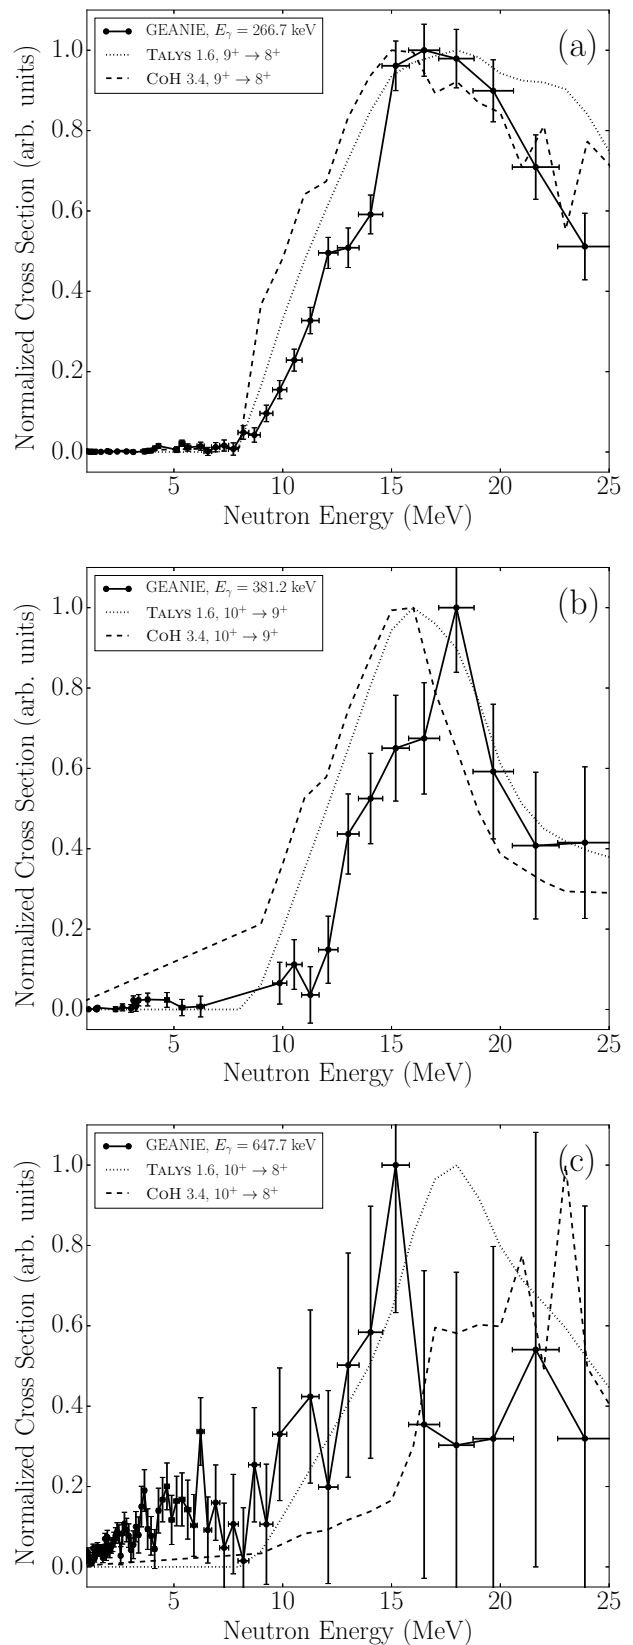 GEANIE, Eγ = 266.7 keV
TALYS 1.6, 9⁺ → 8⁺
COH 3.4, 9⁺ → 8⁺
(a)
Normalized Cross Section (arb. units)
1.0
0.8
0.6
0.4
0.2
0.0
5 10 15 20 25
Neutron Energy (MeV)
GEANIE, Eγ = 381.2 keV
TALYS 1.6, 10⁺ → 9⁺
COH 3.4, 10⁺ → 9⁺
(b)
Normalized Cross Section (arb. units)
1.0
0.8
0.6
0.4
0.2
0.0
5 10 15 20 25
Neutron Energy (MeV)
GEANIE, Eγ = 647.7 keV
TALYS 1.6, 10⁺ → 8⁺
COH 3.4, 10⁺ → 8⁺
(c)
Normalized Cross Section (arb. units)
1.0
0.8
0.6
0.4
0.2
0.0
5 10 15 20 25
Neutron Energy (MeV)